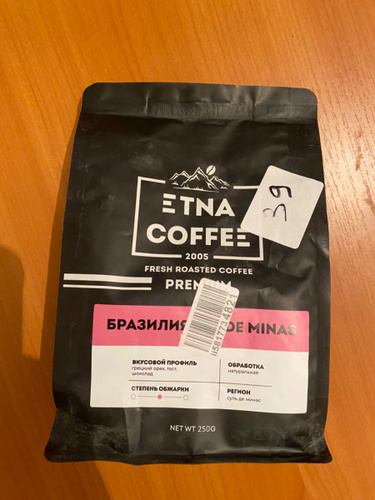 ETNA
COFFEE
2005
FRESH ROASTED COFFEE
PREMIUM
39
БРАЗИЛИЯ DE MINAS
ВКУСОВОЙ ПРОФИЛЬ
грецкий орех, тост,
шоколад
ОБРАБОТКА
натуральная
СТЕПЕНЬ ОБЖАРКИ
РЕГИОН
суль де минас
NET WT 250G